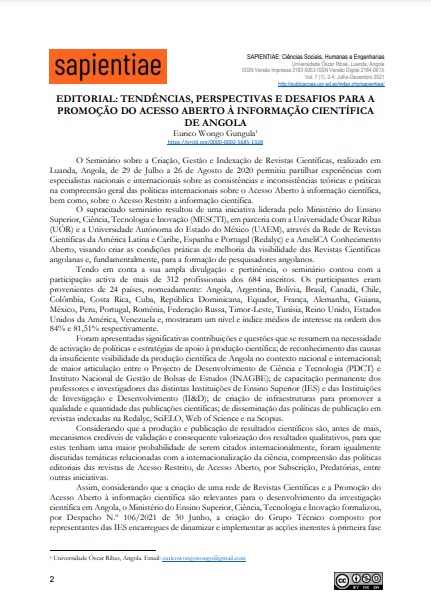 sapientiae
SAPIENTIAE: Ciências Sociais, Humanas e Engenharias
Universidade Óscar Ribas, Luanda, Angola
ISSN Versão Impresse 2183-5063 ISSN Versão Digital 2184-061X
Vol. 7 (1). 2-4: Julho-Dezembro 2021
http://publicacoes.uor.ed.ao/index.php/sapientiae/
EDITORIAL: TENDÊNCIAS, PERSPECTIVAS E DESAFIOS PARA A
PROMOÇÃO DO ACESSO ABERTO À INFORMAÇÃO CIENTÍFICA
DE ANGOLA
Eurico Wongo Gungula¹
https://orcid.org/0000-0002-5685-1328
O Seminário sobre a Criação, Gestão e Indexação de Revistas Científicas, realizado em
Luanda, Angola, de 29 de Julho a 26 de Agosto de 2020 permitiu partilhar experiências com
especialistas nacionais e internacionais sobre as consistências e inconsistências teóricas e práticas
na compreensão geral das políticas internacionais sobre o Acesso Aberto à informação científica,
bem como, sobre o Acesso Restrito a informação científica.
O supracitado seminário resultou de uma iniciativa liderada pelo Ministério do Ensino
Superior, Ciência, Tecnologia e Inovação (MESCTI), em parceria com a Universidade Óscar Ribas
(UÓR) e a Universidade Autónoma do Estado do México (UAEM), através da Rede de Revistas
Científicas da América Latina e Caribe, Espanha e Portugal (Redalyc) e a AmeliCA Conhecimento
Aberto, visando criar as condições práticas de melhoria da visibilidade das Revistas Científicas
angolanas e, fundamentalmente, para a formação de pesquisadores angolanos.
Tendo em conta a sua ampla divulgação e pertinência, o seminário contou com a
participação activa de mais de 312 profissionais dos 684 inscritos. Os participantes eram
provenientes de 24 países, nomeadamente: Angola, Argentina, Bolívia, Brasil, Canadá, Chile,
Colômbia, Costa Rica, Cuba, República Dominicana, Equador, França, Alemanha, Guiana,
México, Peru, Portugal, Roménia, Federação Russa, Timor-Leste, Tunísia, Reino Unido, Estados
Unidos da América, Venezuela e, mostraram um nível e índice médios de interesse na ordem dos
84% e 81,51% respectivamente.
Foram apresentadas significativas contribuições e questões que se resumem na necessidade
de activação de políticas e estratégias de apoio à produção científica; de reconhecimento das causas
da insuficiente visibilidade da produção científica de Angola no contexto nacional e internacional;
de maior articulação entre o Projecto de Desenvolvimento de Ciência e Tecnologia (PDCT) e
Instituto Nacional de Gestão de Bolsas de Estudos (INAGBE); de capacitação permanente dos
professores e investigadores das distintas Instituições de Ensino Superior (IES) e das Instituições
de Investigação e Desenvolvimento (II&D); de criação de infraestruturas para promover a
qualidade e quantidade das publicações científicas; de disseminação das políticas de publicação em
revistas indexadas na Redalyc, SciELO, Web of Science e na Scopus.
Considerando que a produção e publicação de resultados científicos são, antes de mais,
mecanismos credíveis de validação e consequente valorização dos resultados qualitativos, para que
estes tenham uma maior probabilidade de serem citados internacionalmente, foram igualmente
discutidas temáticas relacionadas com a internacionalização da ciência, compreensão das políticas
editoriais das revistas de Acesso Restrito, de Acesso Aberto, por Subscrição, Predatórias, entre
outras iniciativas.
Assim, considerando que a criação de uma rede de Revistas Científicas e a Promoção do
Acesso Aberto à informação científica são relevantes para o desenvolvimento da investigação
científica em Angola, o Ministério do Ensino Superior, Ciência, Tecnologia e Inovação formalizou,
por Despacho N.º 106/2021 de 30 Junho, a criação do Grupo Técnico composto por
representantes das IES encarregues de dinamizar e implementar as acções inerentes à primeira fase
¹ Universidade Óscar Ribas, Angola. Email: euricowongowongo@gmail.com
2
BY NC SA